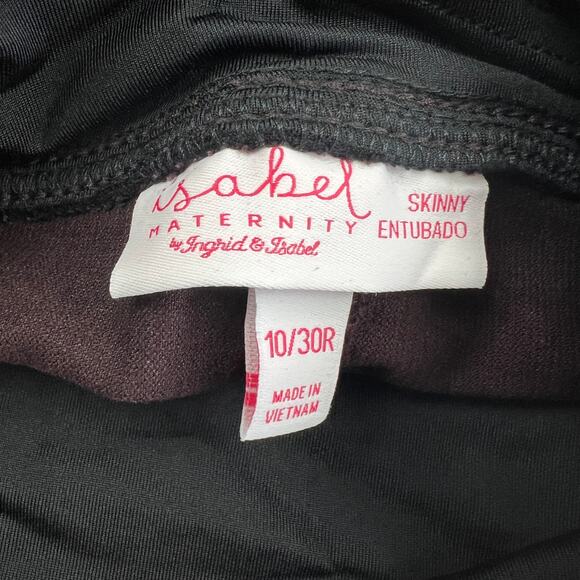 isabel
MATERNITY
by Ingrid & Isabel
SKINNY
ENTUBADO
10/30R
MADE IN
VIETNAM